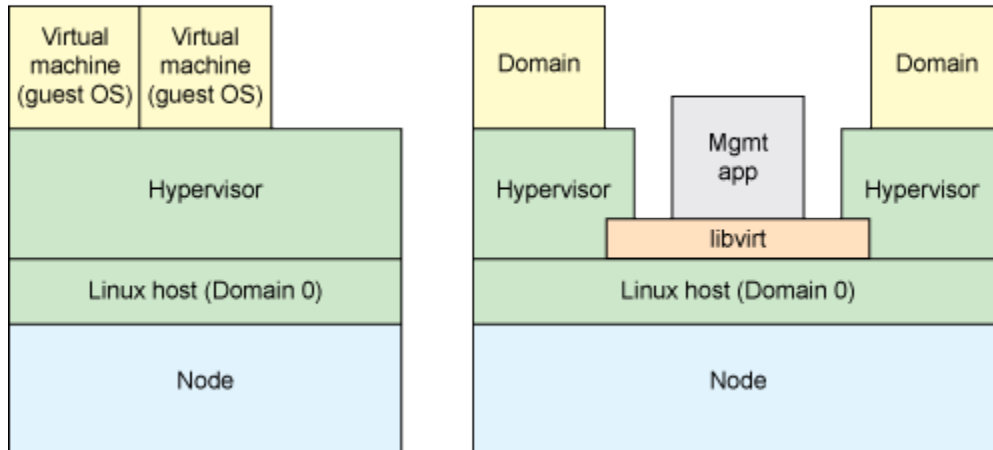 Virtual
machine
(guest OS)
Virtual
machine
(guest OS)
Hypervisor
Linux host (Domain 0)
Node
Domain
Domain
Mgmt
app
Hypervisor
Hypervisor
libvirt
Linux host (Domain 0)
Node